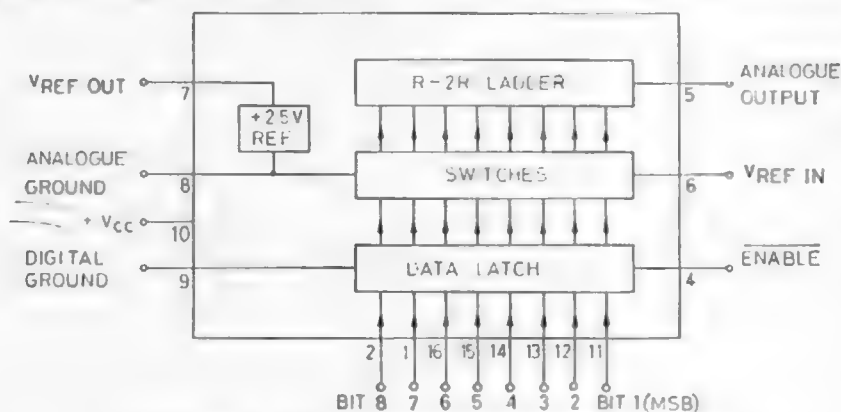 VREF OUT
7
+2.5V
REF
R-2R LADDER
5
ANALOGUE
OUTPUT
ANALOGUE
GROUND
8
SWITCHES
6
VREF IN
+ VCC
10
DIGITAL
GROUND
9
DATA LATCH
4
ENABLE
2 1 16 15 14 13 12 11
BIT 8 7 6 5 4 3 2 BIT 1(MSB)